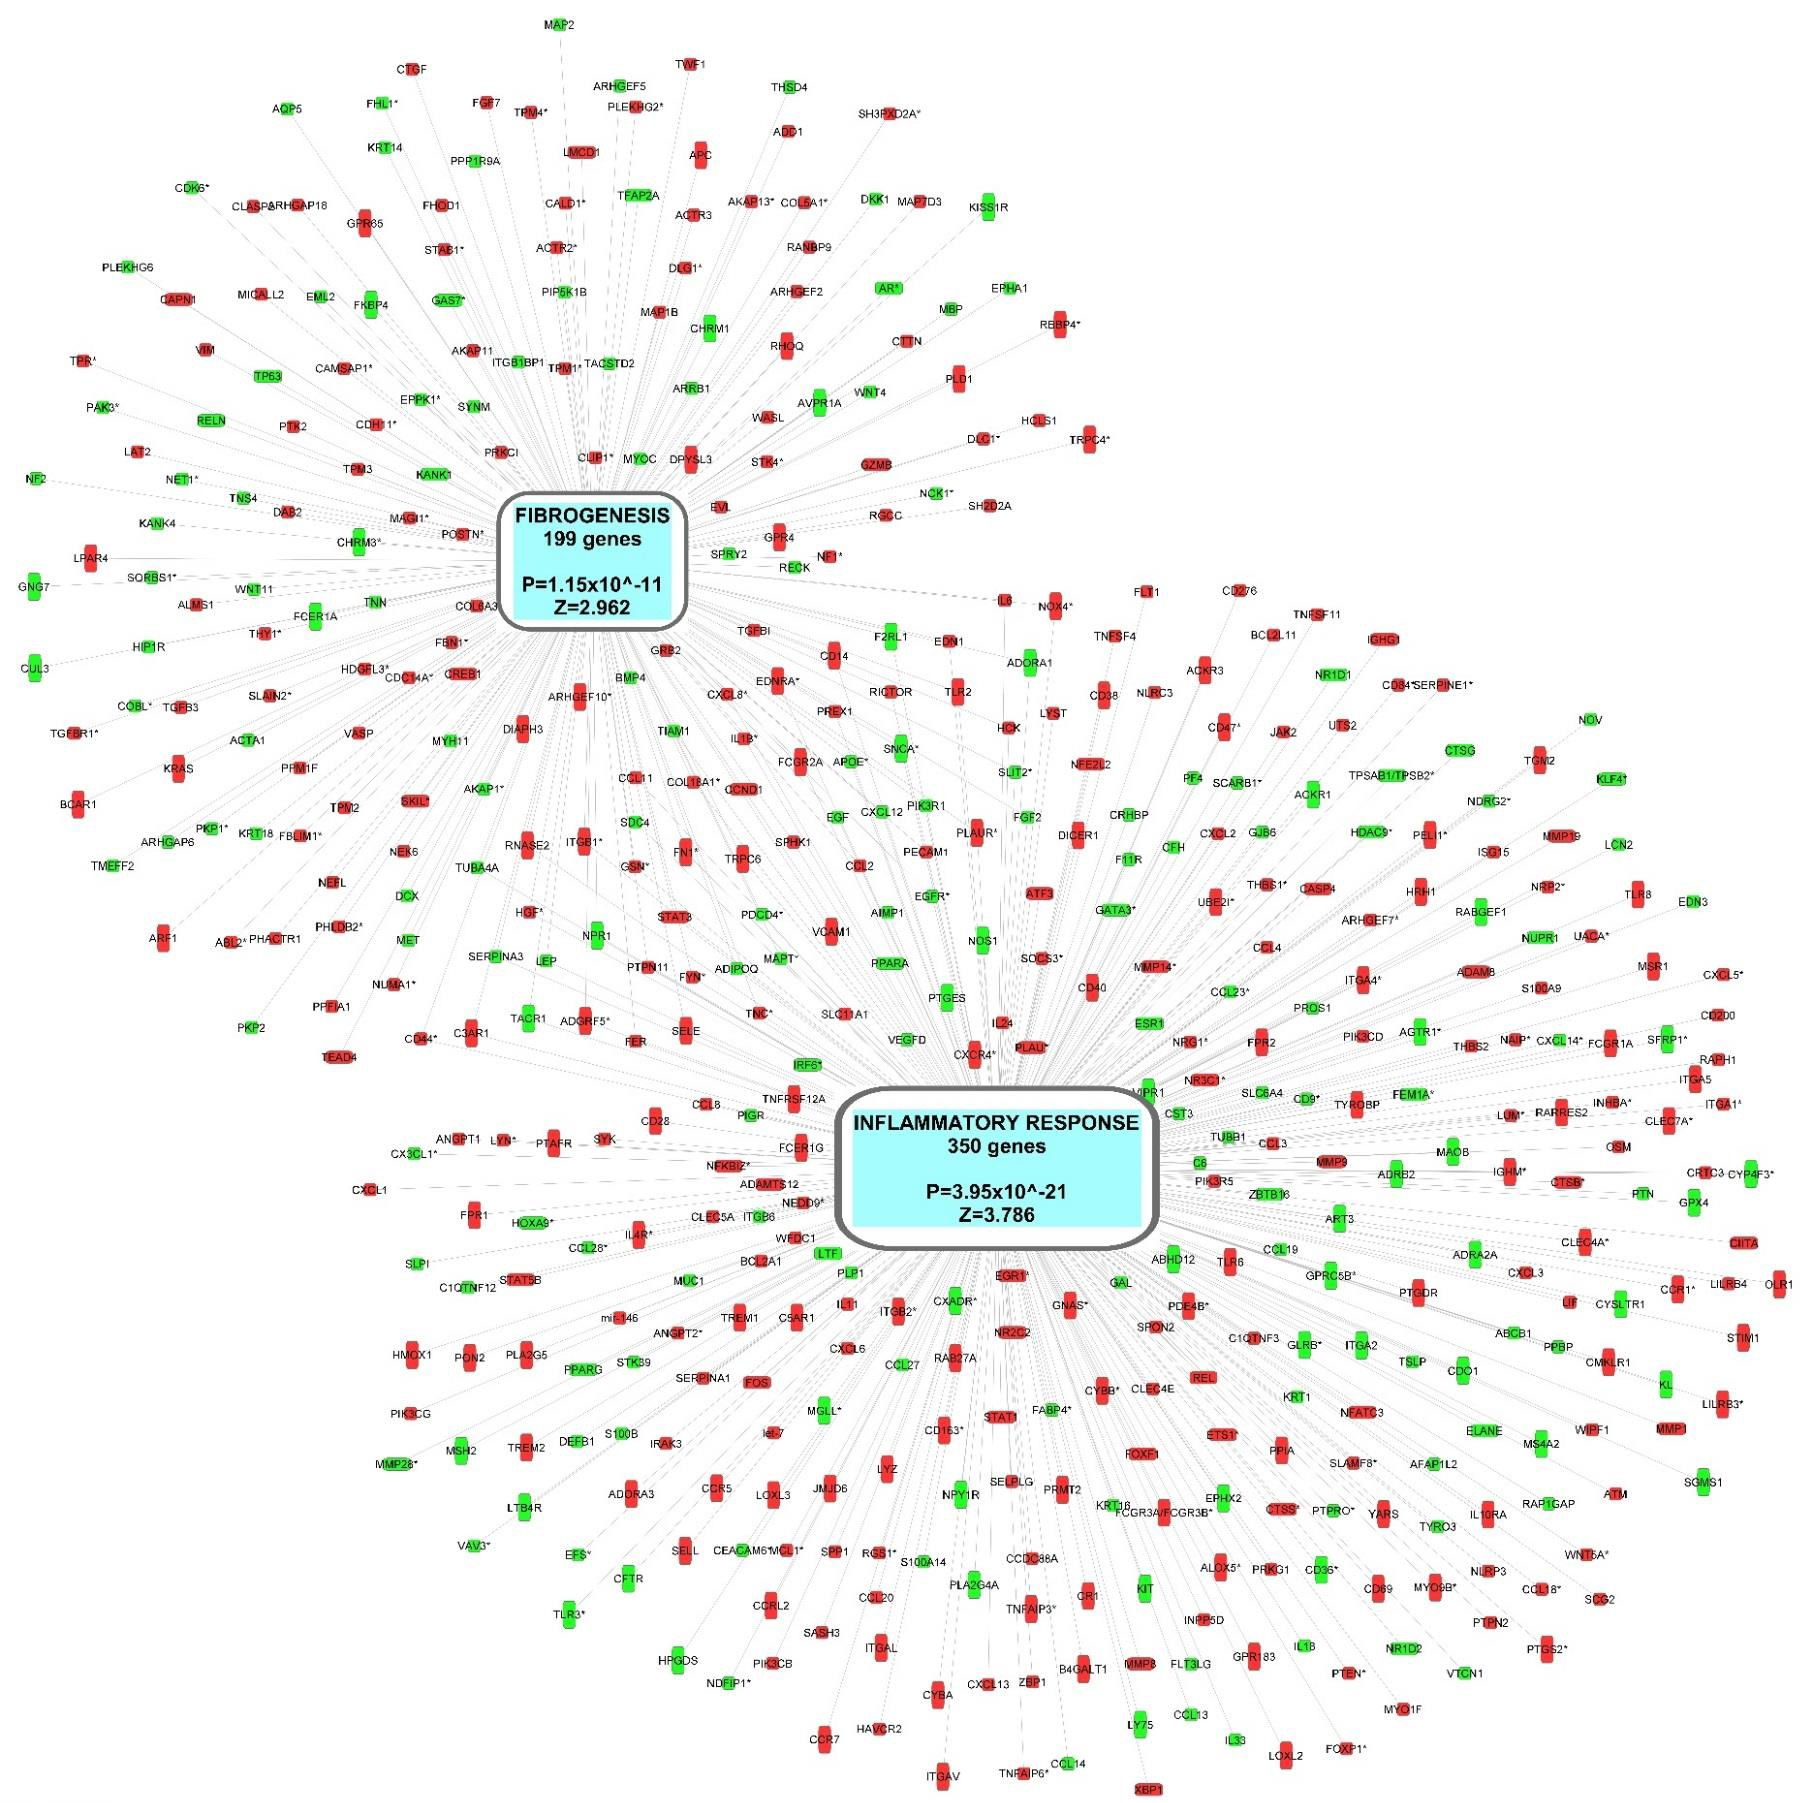 MAP2
CTGF
TWF1
ARHGEF5
THSD4
AQP5
FHL1*
FGF7
TPM4*
PLEKHG2*
SH3PXD2A*
ADD1
KRT14
PPP1R9A
LMCD1
APC
CDK6*
TFAP2A
ARHGAP18
FHOD1
CALD1*
AKAP13*
COL5A1*
DKK1
MAP7D3
KISS1R
GPR65
ACTR3
STAB1*
ACTR2*
RANBP9
PLEKHG6
DLG1*
CAPN1
MICALL2
EML2
FKBP4
GAS7*
PIP5K1B
ARHGEF2
AR*
EPHA1
MAP1B
CHRM1
MBP
RBBP4*
TPR*
VIM
CAMSAP1*
AKAP11
ITGB1BP1
TPM1*
TACSTD2
RHOQ
CTTN
TP63
ARRB1
PLD1
PAK3*
RELN
PTK2
EPPK1*
SYNM
CDH11*
AVPR1A
WNT4
WASL
HCLS1
LAT2
TPM3
PRKCI
CLIP1*
MYOC
DPYSL3
STK4*
GZMB
DLC1*
TRPC4*
NF2
NET1*
KANK1
TNS4
DAB2
MAGI1*
EVL
NCK1*
RGCC
SH2D2A
KANK4
CHRM3*
POSTN*
FIBROGENESIS
199 genes
P=1.15x10^-11
Z=2.962
GPR4
SPRY2
NF1*
RECK
LPAR4
GNG7
SORBS1*
WNT11
ALMS1
FCER1A
TNN
COL6A3
THY1*
HIP1R
FBN1*
CUL3
HDGFL3*
CDC14A*
CREB1
GRB2
TGFBI
CD14
F2RL1
EDN1
IL6
NOX4*
ADORA1
FLT1
TNFSF4
CD276
BCL2L11
TNFSF11
IGHG1
COBL*
TGFB3
SLAIN2*
ARHGEF10*
BMP4
CXCL8*
EDNRA*
RICTOR
TLR2
ACKR3
CD38
NLRC3
NR1D1
SERPINE1*
TGFBR1*
ACTA1
VASP
MYH11
DIAPH3
TIAM1
IL1B*
PREX1
HCK
LYST
CD47*
JAK2
UTS2
NOV
KRAS
PPM1F
CCL11
COL18A1*
CCND1
FCGR2A
APOE*
SNCA*
SLIT2*
NFE2L2
PF4
SCARB1*
TPSAB1/TPSB2*
CTSG
TGM2
KLF4*
BCAR1
TPM2
SKIL*
AKAP1*
SDC4
EGF
CXCL12
PIK3R1
FGF2
CRHBP
ACKR1
NDRG2*
ARHGAP6
PKP1*
KRT18
FBLIM1*
RNASE2
ITGB1*
FN1*
TRPC6
SPHK1
PLAUR*
DICER1
CXCL2
GJB6
HDAC9*
PELI1*
MMP19
TMEFF2
NEK6
TUBA4A
GSN*
CCL2
PECAM1
F11R
CFH
ISG15
LCN2
NEFL
DCX
HGF*
STAT3
PDCD4*
AIMP1
EGFR*
ATF3
GATA3*
UBE2I*
THBS1*
CASP4
HRH1
NRP2*
TLR8
EDN3
ARF1
ABL2*
PHACTR1
PHLDB2*
MET
NPR1
VCAM1
NOS1
ARHGEF7*
RABGEF1
NUPR1
UACA*
SERPINA3
LEP
PTPN11
FYN*
ADIPOQ
MAPT*
PPARA
SOCS3*
MMP14*
CCL4
NUMA1*
CD40
CCL23*
ITGA4*
ADAM8
MSR1
CXCL5*
PPFIA1
PTGES
S100A9
PKP2
TEAD4
CD44*
C3AR1
TACR1
ADGRF5*
FER
SELE
TNC*
SLC11A1
VEGFD
IL24
CXCR4*
PLAU*
ESR1
NRG1*
PROS1
FPR2
PIK3CD
AGTR1*
THBS2
NAIP*
CXCL14*
FCGR1A
SFRP1*
CD200
IRF6*
RAPH1
TNFRSF12A
VIPR1
NR3C1*
SLC6A4
CD9*
TYROBP
FEM1A*
ITGA5
CCL8
PIGR
CST3
LUM*
RARRES2
INHBA*
CLEC7A*
ITGA1*
CD28
INFLAMMATORY RESPONSE
350 genes
P=3.95x10^-21
Z=3.786
ANGPT1
LYN*
PTAFR
SYK
FCER1G
TUBB1
CCL3
MAOB
OSM
CX3CL1*
NFKBIZ*
C6
MMP9
ADRB2
IGHM*
CRTC3
CYP4F3*
CXCL1
ADAMTS12
PIK3R5
ZBTB16
CTSB*
PTN
GPX4
FPR1
HOXA9*
CLEC5A
ITGB6
NEDD9*
ART3
CCL28*
IL4R*
WFDC1
ABHD12
CCL19
ADRA2A
CLEC4A*
CIITA
SLPI
BCL2A1
LTF
TLR6
GPRC5B*
C1QTNF12
STAT5B
MUC1
PLP1
EGR1*
GAL
PTGDR
CXCL3
CCR1*
LILRB4
OLR1
mir-146
ANGPT2*
TREM1
C5AR1
IL11
ITGB2*
CXADR*
GNAS*
PDE4B*
LIF
CYSLTR1
HMOX1
PON2
PLA2G5
NR2C2
SPON2
C1QTNF3
GLRB*
ITGA2
ABCB1
STIM1
PPARG
STK39
CXCL6
CCL27
RAB27A
TSLP
CDO1
PPBP
CMKLR1
SERPINA1
FOS
CYBB*
CLEC4E
REL
KRT1
KL
PIK3CG
MGLL*
STAT1
FABP4*
NFATC3
LILRB3*
MSH2
TREM2
DEFB1
S100B
IRAK3
let-7
CD163*
ETS1*
ELANE
WIPF1
MMP1
MMP28*
LYZ
FOXF1
PPIA
SLAMF8*
AFAP1L2
MS4A2
LTB4R
ADORA3
CCR5
LOXL3
JMJD6
NPY1R
SELPLG
PRMT2
KRT16
FCGR3A/FCGR3B*
EPHX2
CTSS*
PTPRO*
YARS
TYRO3
IL10RA
RAP1GAP
ATM
SGMS1
VAV3*
EFS*
SELL
CEACAM6*
MCL1*
SPP1
RGS1*
S100A14
CCDC88A
CFTR
PLA2G4A
KIT
ALOX5*
PRKG1
CD36*
CD69
MYO9B*
NLRP3
WNT5A*
CCL18*
SCG2
TLR3*
CCRL2
CCL20
TNFAIP3*
CR1
INPP5D
PTPN2
SASH3
ITGAL
IL18
NR1D2
PTGS2*
HPGDS
PIK3CB
NDFIP1*
CYBA
CXCL13
ZBP1
B4GALT1
MMP8
FLT3LG
GPR183
PTEN*
VTCN1
CCR7
HAVCR2
LY75
CCL13
MYO1F
IL33
LOXL2
FOXP1*
ITGAV
TNFAIP6*
CCL14
XBP1